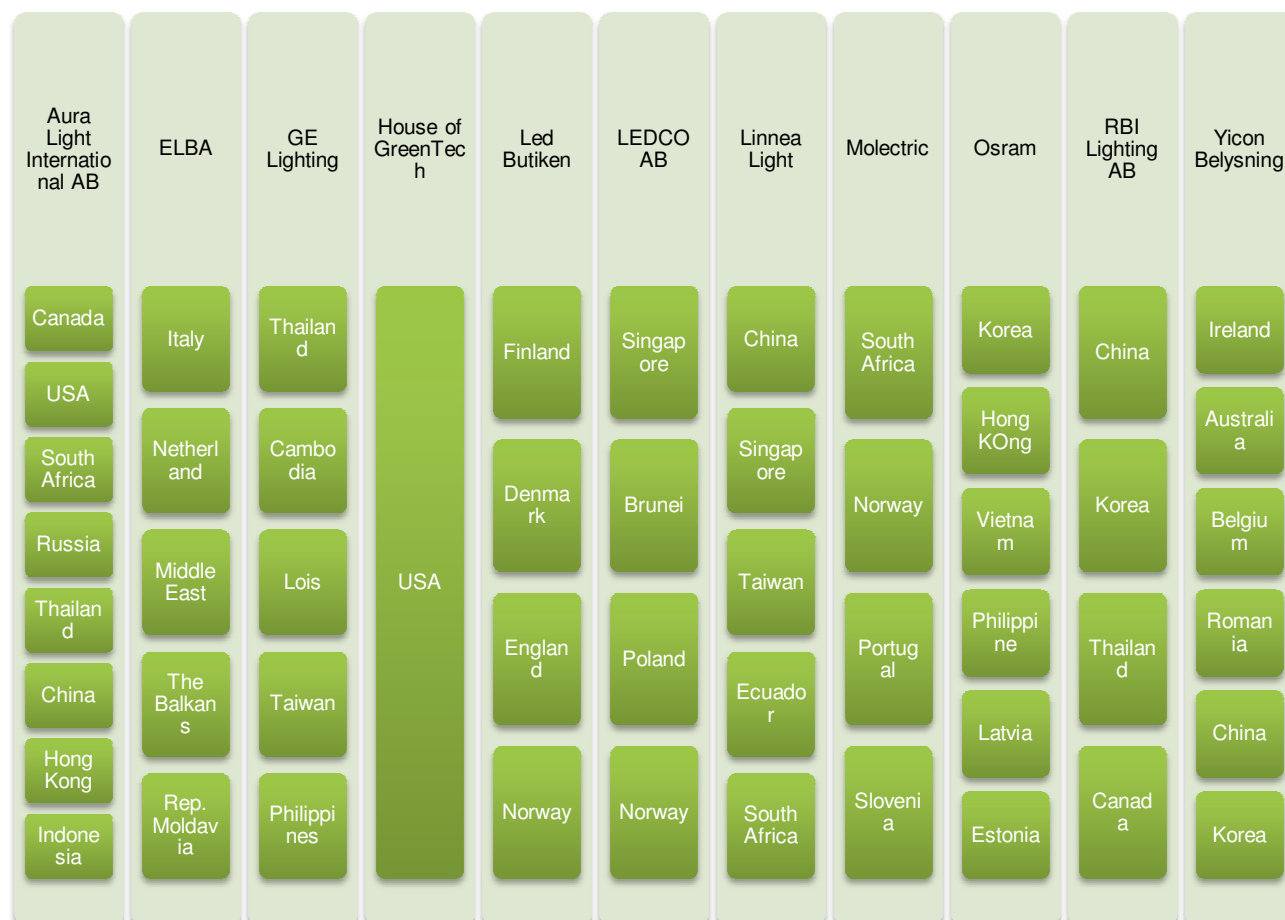 Aura
Light
Internatio
nal AB
Canada
USA
South
Africa
Russia
Thailan
d
China
Hong
Kong
Indone
sia
ELBA
Italy
Netherl
and
Middle
East
The
Balkan
s
Rep.
Moldav
ia
GE
Lighting
Thailan
d
Cambo
dia
Lois
Taiwan
Philippi
nes
House of
GreenTec
h
USA
Led
Butiken
Finland
Denma
rk
Englan
d
Norway
LEDCO
AB
Singap
ore
Brunei
Poland
Norway
Linnea
Light
China
Singap
ore
Taiwan
Ecuado
r
South
Africa
Molectric
South
Africa
Norway
Portug
al
Sloveni
a
Osram
Korea
Hong
KOng
Vietna
m
Philippi
ne
Latvia
Estonia
RBI
Lighting
AB
China
Korea
Thailan
d
Canad
a
Yicon
Belysning
Ireland
Australi
a
Belgiu
m
Roman
ia
China
Korea